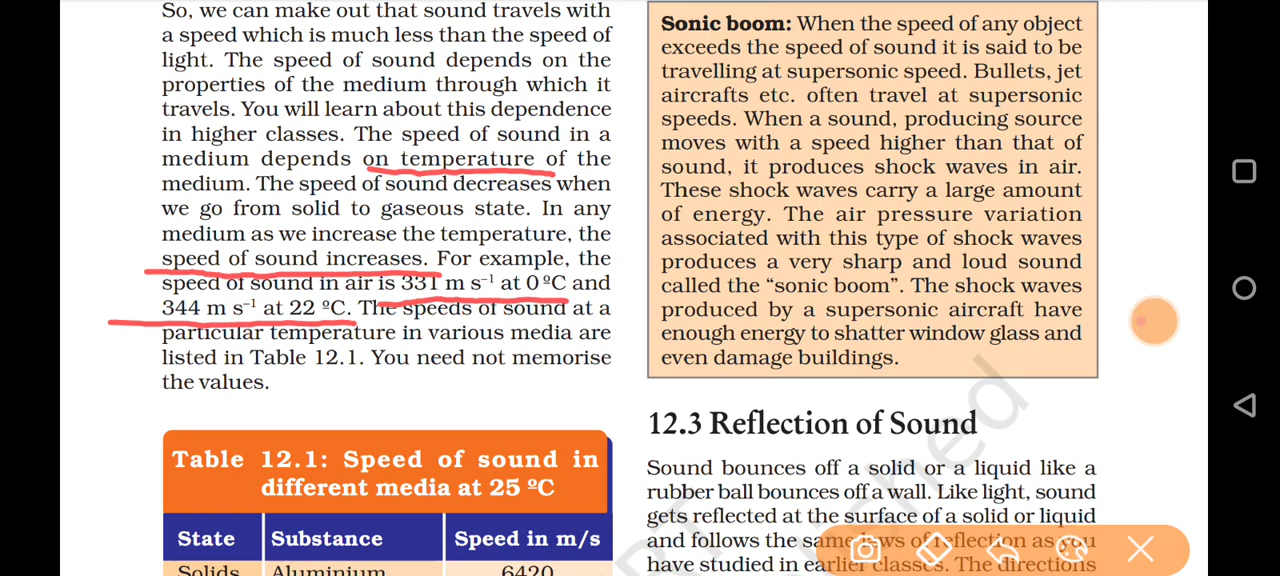 So, we can make out that sound travels with
a speed which is much less than the speed of
light. The speed of sound depends on the
properties of the medium through which it
travels. You will learn about this dependence
in higher classes. The speed of sound in a
medium depends on temperature of the
medium. The speed of sound decreases when
we go from solid to gaseous state. In any
medium as we increase the temperature, the
speed of sound increases. For example, the
speed of sound in air is 331 m s⁻¹ at 0 ºC and
344 m s⁻¹ at 22 ºC. The speeds of sound at a
particular temperature in various media are
listed in Table 12.1. You need not memorise
the values.
Table 12.1: Speed of sound in
different media at 25 ºC
State Substance Speed in m/s
Solids Aluminium 6420
Sonic boom: When the speed of any object
exceeds the speed of sound it is said to be
travelling at supersonic speed. Bullets, jet
aircrafts etc. often travel at supersonic
speeds. When a sound, producing source
moves with a speed higher than that of
sound, it produces shock waves in air.
These shock waves carry a large amount
of energy. The air pressure variation
associated with this type of shock waves
produces a very sharp and loud sound
called the “sonic boom”. The shock waves
produced by a supersonic aircraft have
enough energy to shatter window glass and
even damage buildings.
12.3 Reflection of Sound
Sound bounces off a solid or a liquid like a
rubber ball bounces off a wall. Like light, sound
gets reflected at the surface of a solid or liquid
and follows the same laws of reflection as you
have studied in earlier classes. The directions